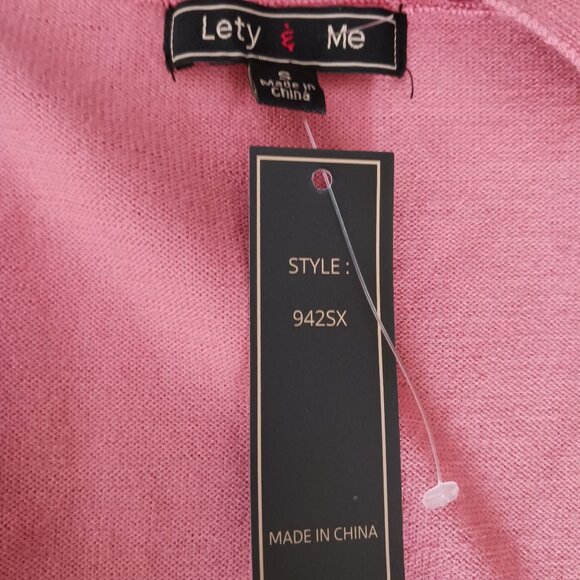 Lety & Me
S
Made in
China
STYLE :
942SX
MADE IN CHINA